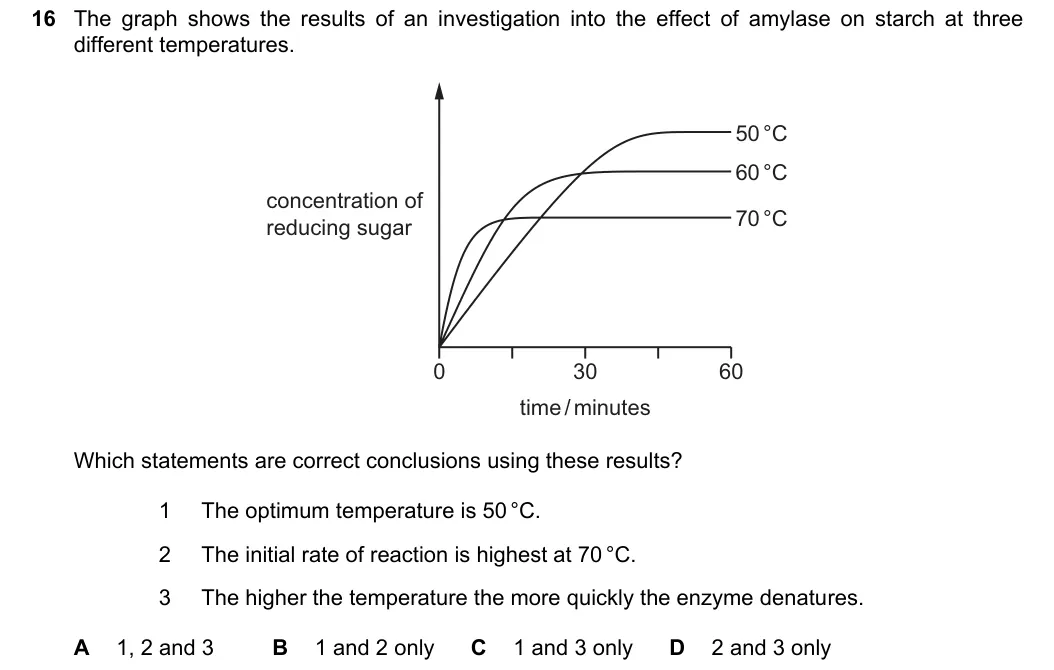 16 The graph shows the results of an investigation into the effect of amylase on starch at three
different temperatures.
50 °C
60 °C
70 °C
concentration of
reducing sugar
0 30 60
time / minutes
Which statements are correct conclusions using these results?
1 The optimum temperature is 50 °C.
2 The initial rate of reaction is highest at 70 °C.
3 The higher the temperature the more quickly the enzyme denatures.
A 1, 2 and 3 B 1 and 2 only C 1 and 3 only D 2 and 3 only